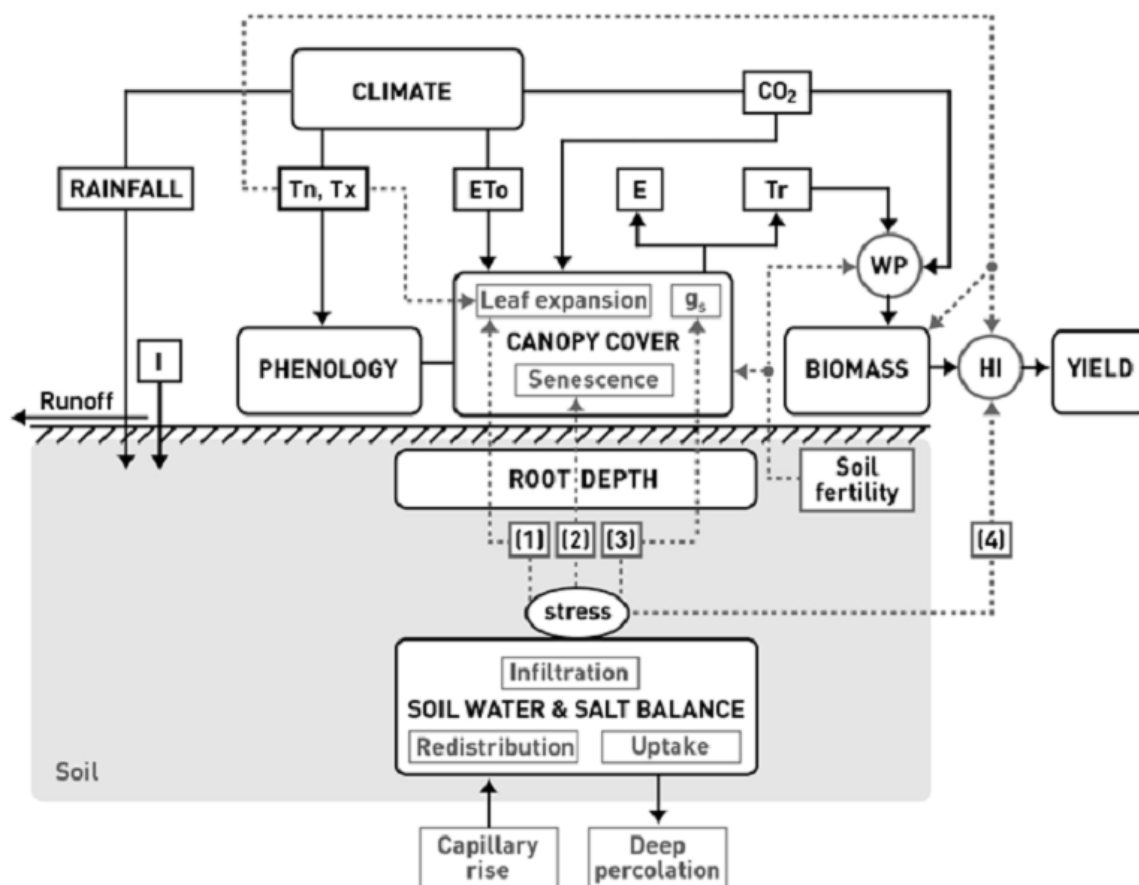 CLIMATE
CO₂
RAINFALL
Tn, Tx
ETo
E
Tr
WP
Leaf expansion
gₛ
CANOPY COVER
Senescence
PHENOLOGY
I
BIOMASS
HI
YIELD
Runoff
ROOT DEPTH
Soil
fertility
(1)
(2)
(3)
(4)
stress
Infiltration
SOIL WATER & SALT BALANCE
Redistribution
Uptake
Soil
Capillary
rise
Deep
percolation